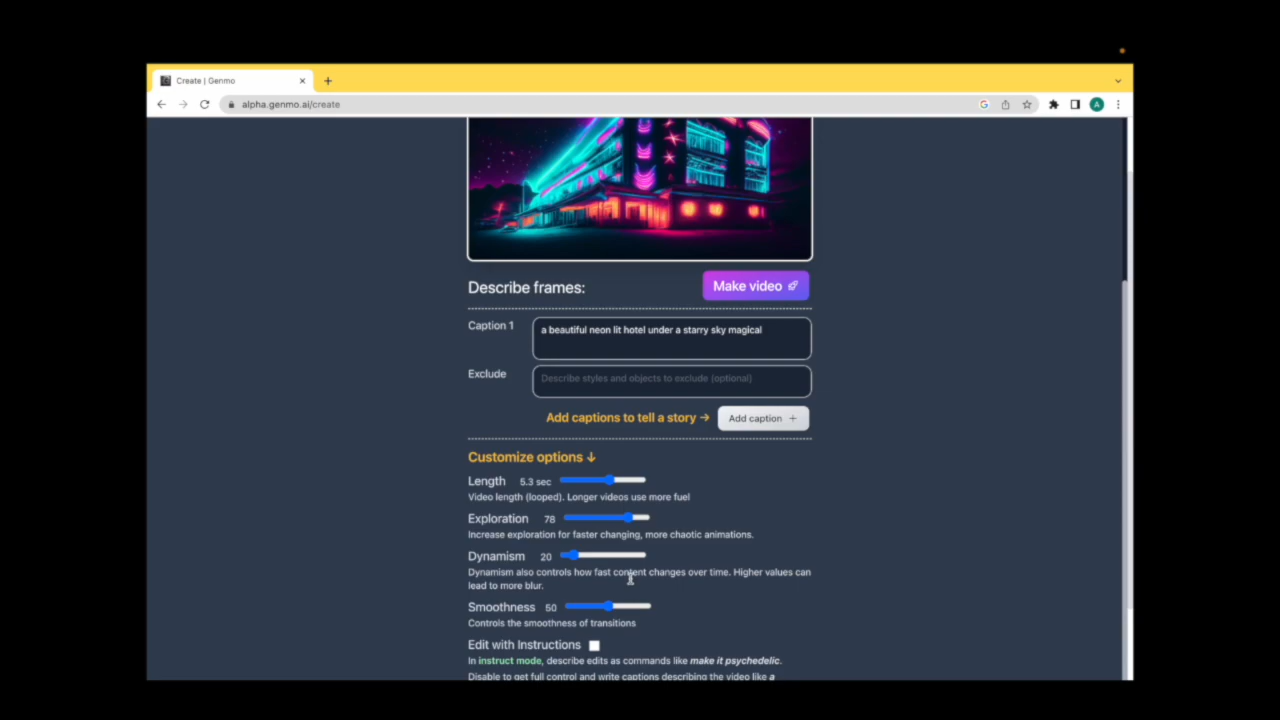 Create | Genmo
alpha.genmo.ai/create
A
Describe frames:
Make video
Caption 1
a beautiful neon lit hotel under a starry sky magical
Exclude
Describe styles and objects to exclude (optional)
Add captions to tell a story →
Add caption +
Customize options ↓
Length 5.3 sec
Video length (looped). Longer videos use more fuel
Exploration 78
Increase exploration for faster changing, more chaotic animations.
Dynamism 20
Dynamism also controls how fast content changes over time. Higher values can
lead to more blur.
Smoothness 50
Controls the smoothness of transitions
Edit with Instructions
In instruct mode, describe edits as commands like make it psychedelic.
Disable to get full control and write captions describing the video like a